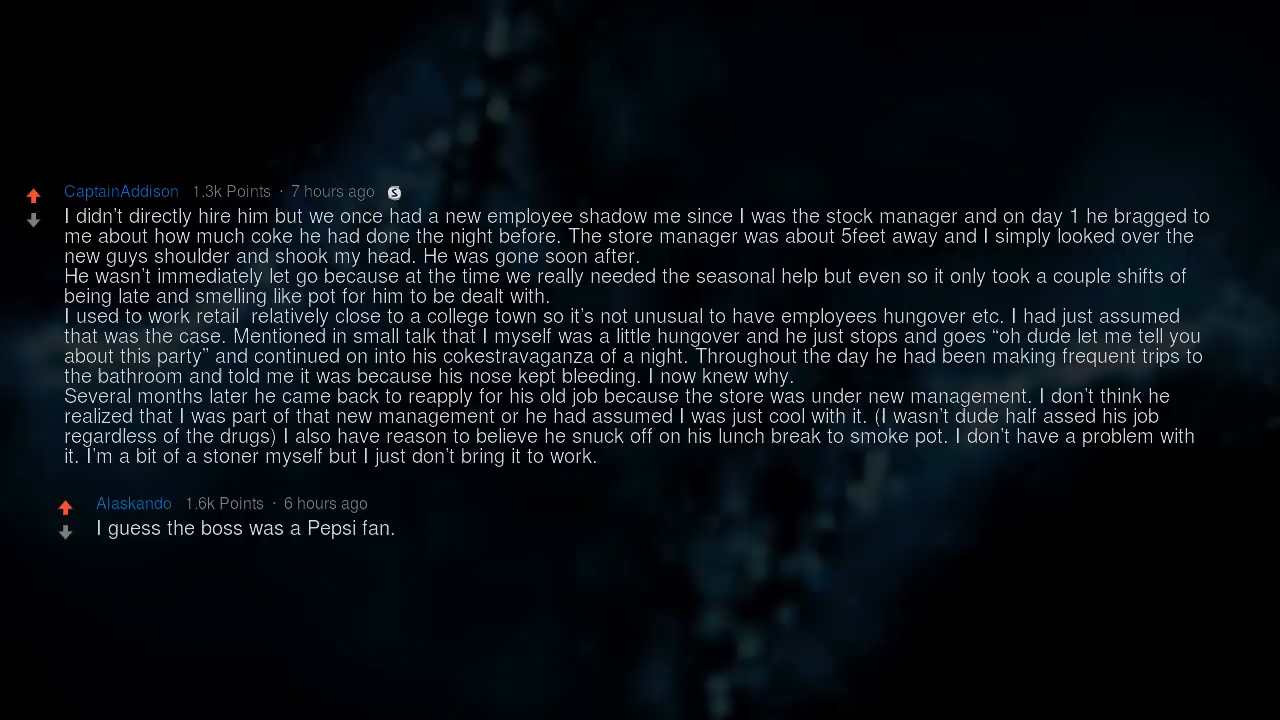 CaptainAddison 1.3k Points · 7 hours ago
I didn't directly hire him but we once had a new employee shadow me since I was the stock manager and on day 1 he bragged to
me about how much coke he had done the night before. The store manager was about 5feet away and I simply looked over the
new guys shoulder and shook my head. He was gone soon after.
He wasn't immediately let go because at the time we really needed the seasonal help but even so it only took a couple shifts of
being late and smelling like pot for him to be dealt with.
I used to work retail  relatively close to a college town so it's not unusual to have employees hungover etc. I had just assumed
that was the case. Mentioned in small talk that I myself was a little hungover and he just stops and goes “oh dude let me tell you
about this party” and continued on into his cokestravaganza of a night. Throughout the day he had been making frequent trips to
the bathroom and told me it was because his nose kept bleeding. I now knew why.
Several months later he came back to reapply for his old job because the store was under new management. I don't think he
realized that I was part of that new management or he had assumed I was just cool with it. (I wasn't dude half assed his job
regardless of the drugs) I also have reason to believe he snuck off on his lunch break to smoke pot. I don't have a problem with
it. I'm a bit of a stoner myself but I just don't bring it to work.
Alaskando 1.6k Points · 6 hours ago
I guess the boss was a Pepsi fan.